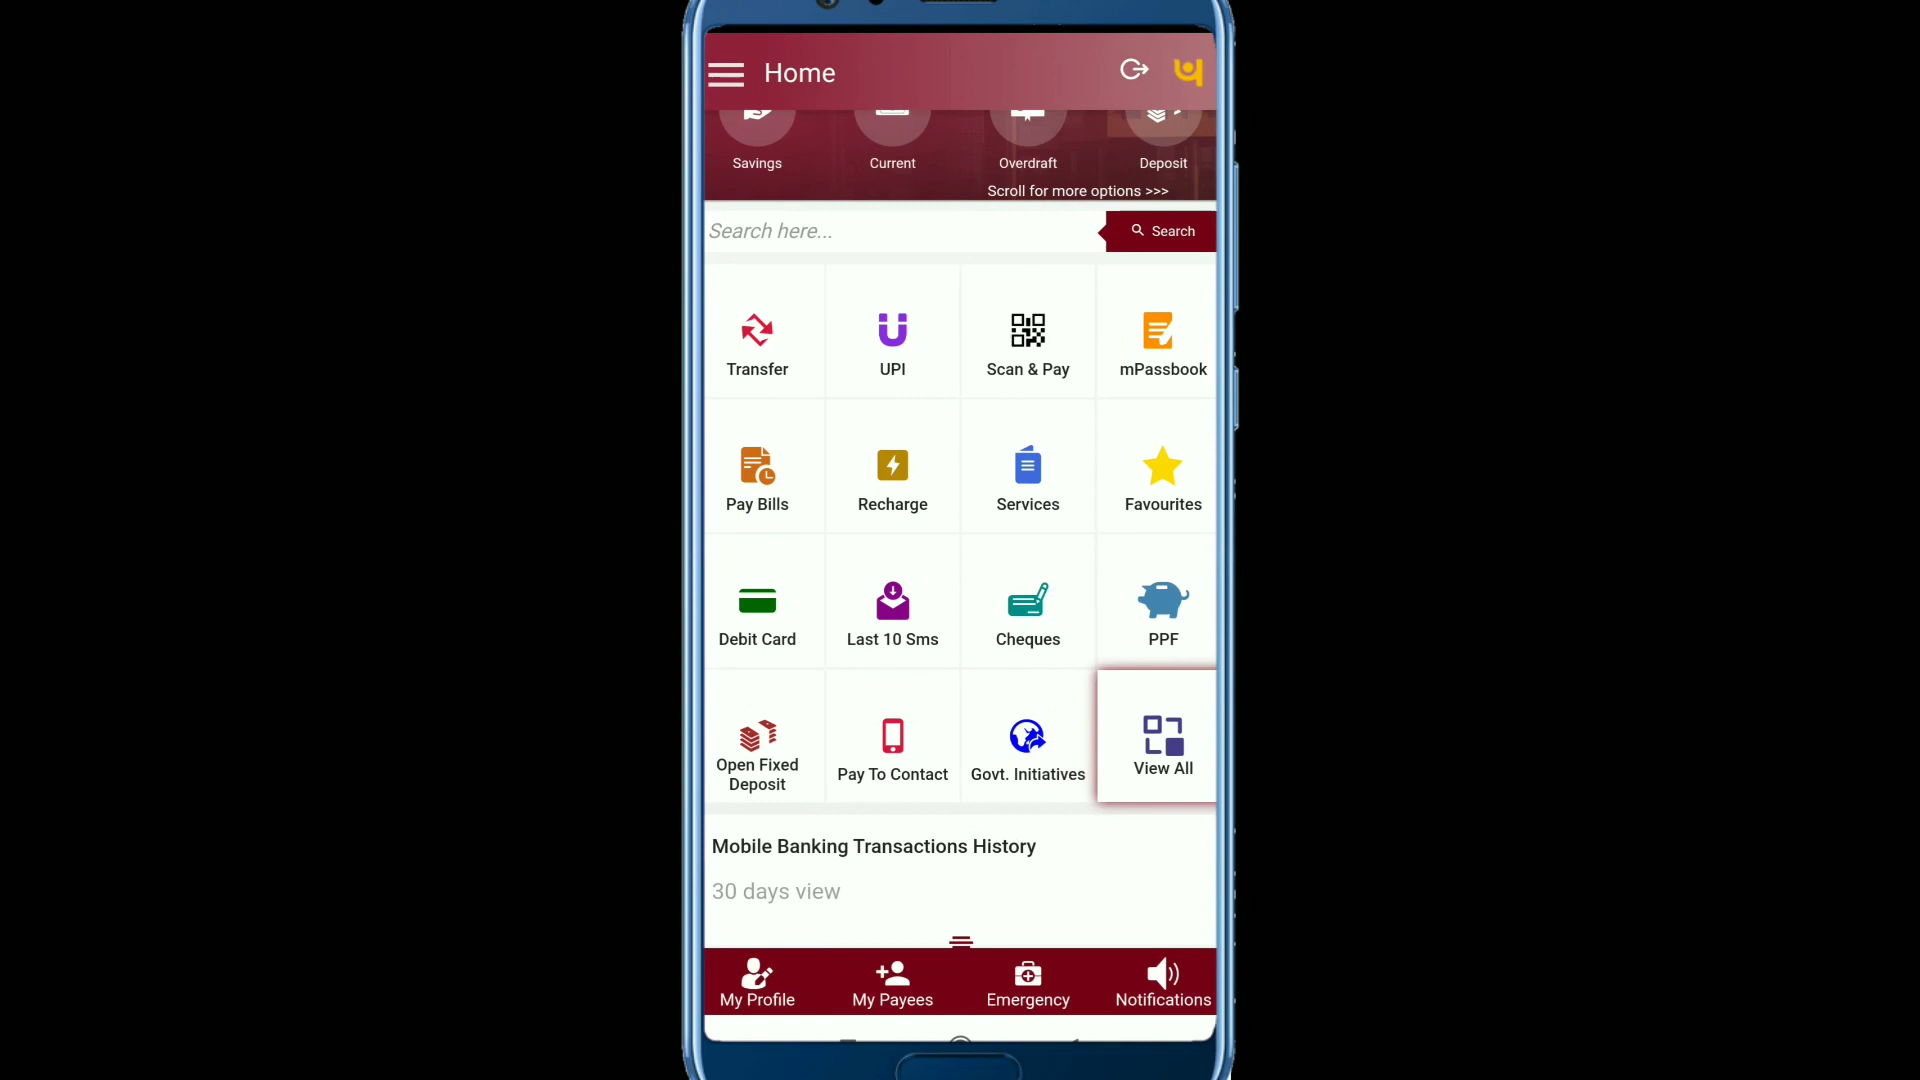 Home
Savings Current Overdraft Deposit
Scroll for more options >>>
Search here... Search
Transfer UPI Scan & Pay mPassbook
Pay Bills Recharge Services Favourites
Debit Card Last 10 Sms Cheques PPF
Open Fixed
Deposit
Pay To Contact Govt. Initiatives View All
Mobile Banking Transactions History
30 days view
My Profile My Payees Emergency Notifications